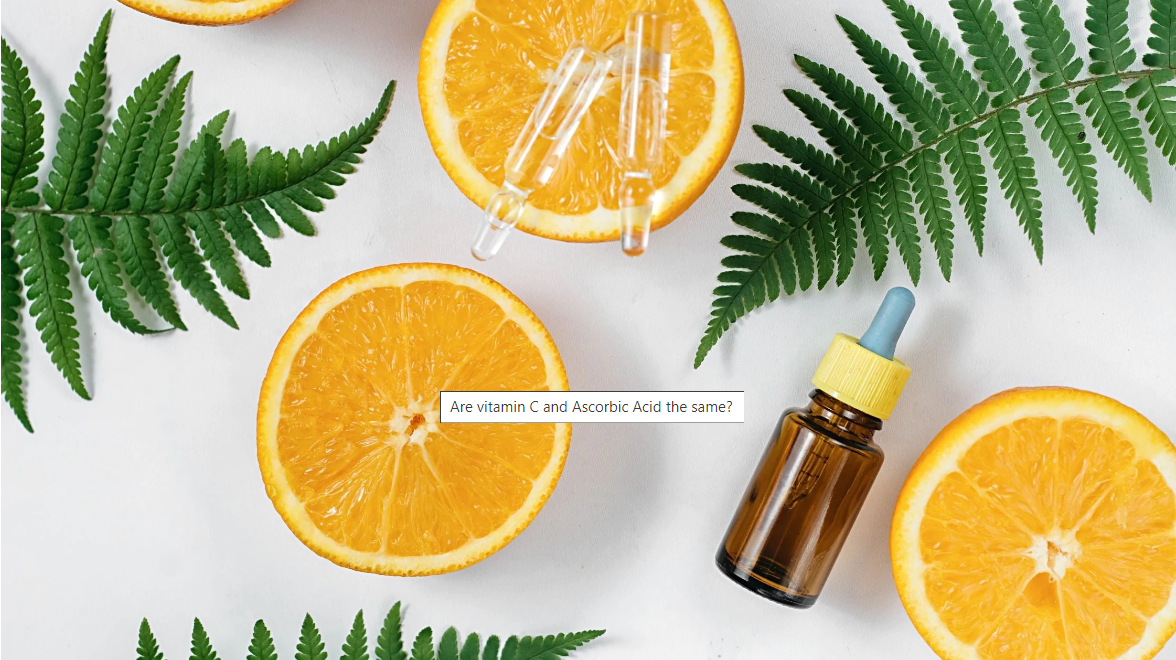 Are vitamin C and Ascorbic Acid the same?